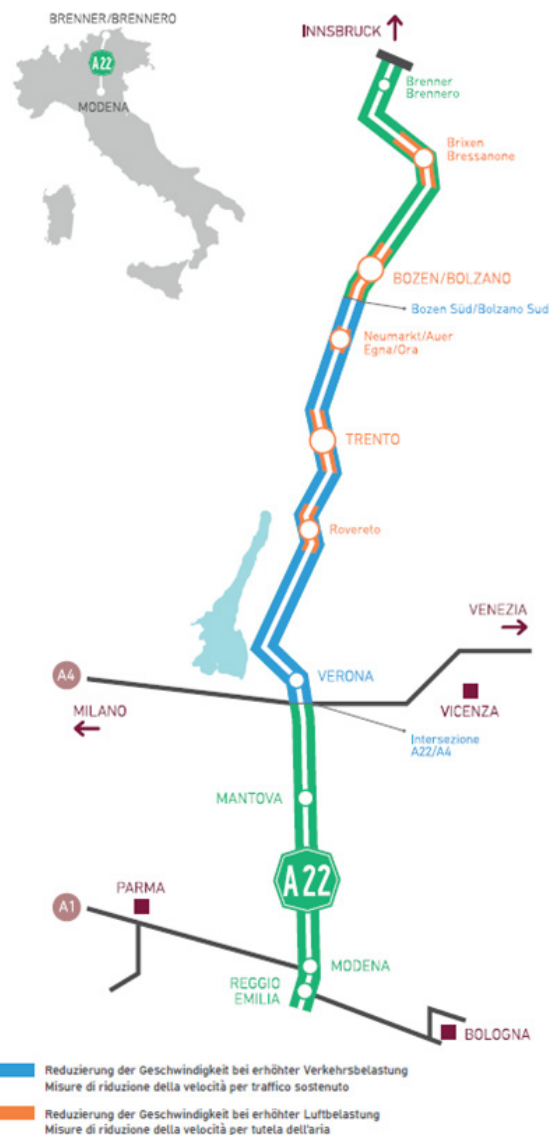 BRENNER/BRENNERO
A22
MODENA
INNSBRUCK
Brenner
Brennero
Brixen
Bressanone
BOZEN/BOLZANO
Bozen Süd/Bolzano Sud
Neumarkt/Auer
Egna/Ora
TRENTO
Rovereto
VENEZIA
A4
VERONA
MILANO
VICENZA
Intersezione
A22/A4
MANTOVA
A22
PARMA
A1
MODENA
REGGIO
EMILIA
BOLOGNA
Reduzierung der Geschwindigkeit bei erhöhter Verkehrsbelastung
Misure di riduzione della velocità per traffico sostenuto
Reduzierung der Geschwindigkeit bei erhöhter Luftbelastung
Misure di riduzione della velocità per tutela dell'aria